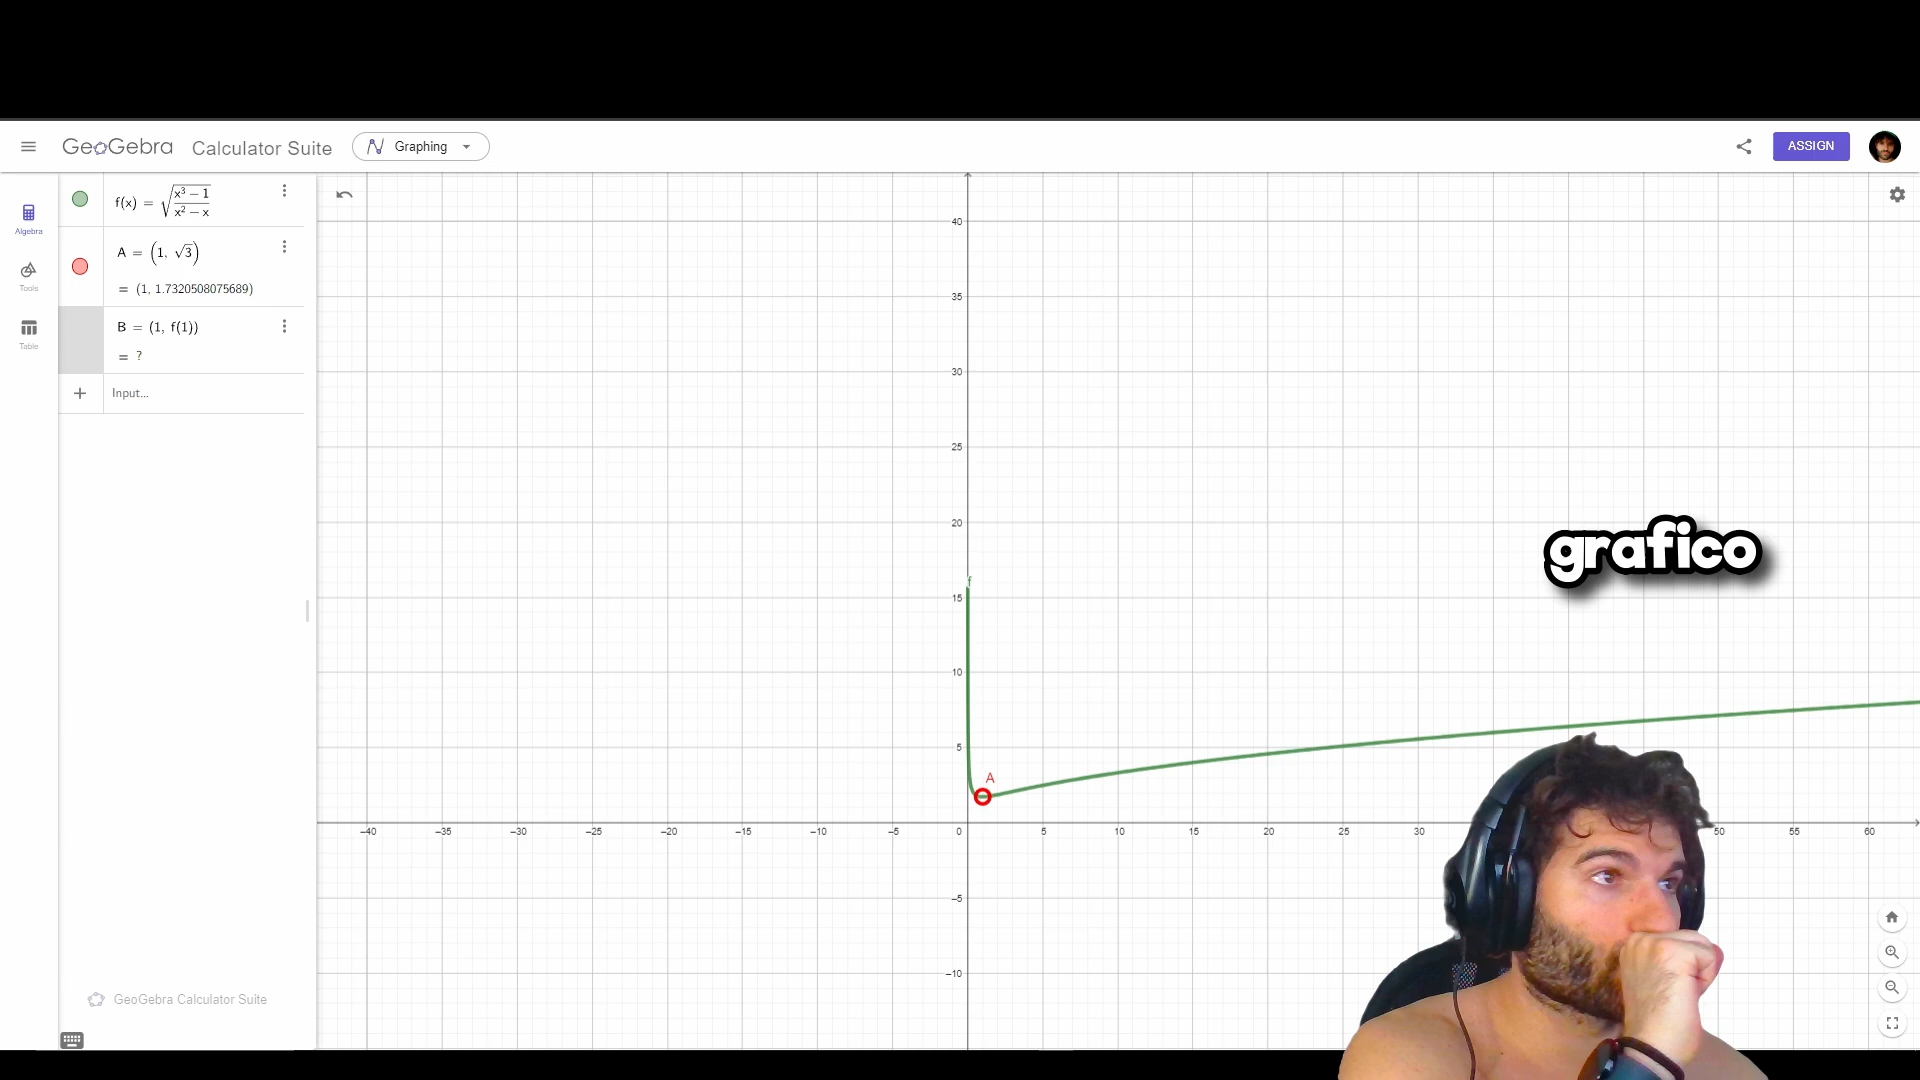 GeoGebra Calculator Suite Graphing ASSIGN
Algebra
Tools
Table
f(x) = √((x³ − 1)/(x² − x))
A = (1, √3)
= (1, 1.7320508075689)
B = (1, f(1))
= ?
+ Input...
GeoGebra Calculator Suite
40
35
30
25
20
f
15
10
5
A
−40 −35 −30 −25 −20 −15 −10 −5 0 5 10 15 20 25 30 50 55 60
−5
−10
grafico